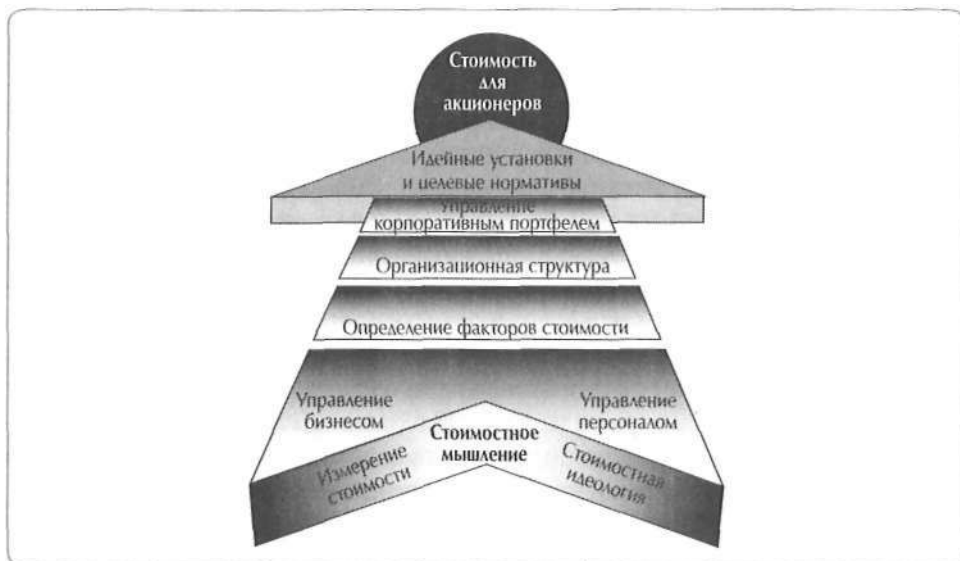 Стоимость
для
акционеров
Идейные установки
и целевые нормативы
Управление
корпоративным портфелем
Организационная структура
Определение факторов стоимости
Управление
бизнесом
Управление
персоналом
Стоимостное
мышление
Измерение
стоимости
Стоимостная
идеология